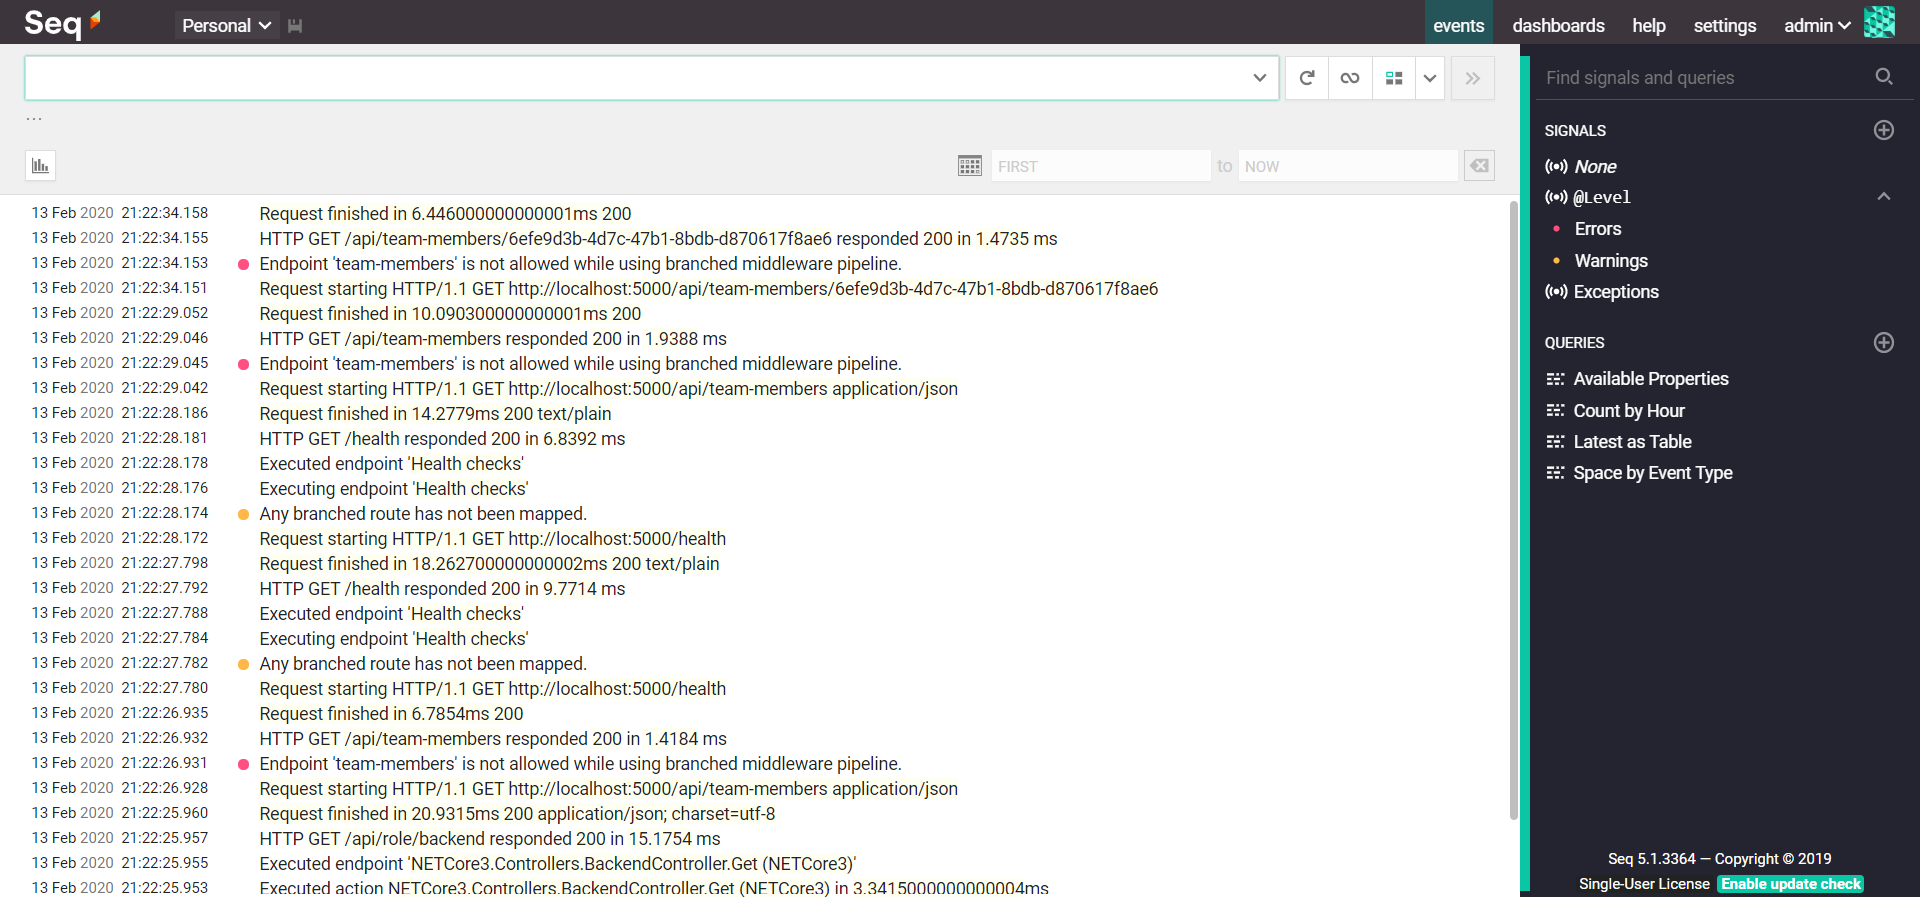 Seq Personal events dashboards help settings admin
Find signals and queries
...
FIRST to NOW
SIGNALS
None
@Level
Errors
Warnings
Exceptions
QUERIES
Available Properties
Count by Hour
Latest as Table
Space by Event Type
13 Feb 2020 21:22:34.158 Request finished in 6.446000000000001ms 200
13 Feb 2020 21:22:34.155 HTTP GET /api/team-members/6efe9d3b-4d7c-47b1-8bdb-d870617f8ae6 responded 200 in 1.4735 ms
13 Feb 2020 21:22:34.153 Endpoint 'team-members' is not allowed while using branched middleware pipeline.
13 Feb 2020 21:22:34.151 Request starting HTTP/1.1 GET http://localhost:5000/api/team-members/6efe9d3b-4d7c-47b1-8bdb-d870617f8ae6
13 Feb 2020 21:22:29.052 Request finished in 10.090300000000001ms 200
13 Feb 2020 21:22:29.046 HTTP GET /api/team-members responded 200 in 1.9388 ms
13 Feb 2020 21:22:29.045 Endpoint 'team-members' is not allowed while using branched middleware pipeline.
13 Feb 2020 21:22:29.042 Request starting HTTP/1.1 GET http://localhost:5000/api/team-members application/json
13 Feb 2020 21:22:28.186 Request finished in 14.2779ms 200 text/plain
13 Feb 2020 21:22:28.181 HTTP GET /health responded 200 in 6.8392 ms
13 Feb 2020 21:22:28.178 Executed endpoint 'Health checks'
13 Feb 2020 21:22:28.176 Executing endpoint 'Health checks'
13 Feb 2020 21:22:28.174 Any branched route has not been mapped.
13 Feb 2020 21:22:28.172 Request starting HTTP/1.1 GET http://localhost:5000/health
13 Feb 2020 21:22:27.798 Request finished in 18.262700000000002ms 200 text/plain
13 Feb 2020 21:22:27.792 HTTP GET /health responded 200 in 9.7714 ms
13 Feb 2020 21:22:27.788 Executed endpoint 'Health checks'
13 Feb 2020 21:22:27.784 Executing endpoint 'Health checks'
13 Feb 2020 21:22:27.782 Any branched route has not been mapped.
13 Feb 2020 21:22:27.780 Request starting HTTP/1.1 GET http://localhost:5000/health
13 Feb 2020 21:22:26.935 Request finished in 6.7854ms 200
13 Feb 2020 21:22:26.932 HTTP GET /api/team-members responded 200 in 1.4184 ms
13 Feb 2020 21:22:26.931 Endpoint 'team-members' is not allowed while using branched middleware pipeline.
13 Feb 2020 21:22:26.928 Request starting HTTP/1.1 GET http://localhost:5000/api/team-members application/json
13 Feb 2020 21:22:25.960 Request finished in 20.9315ms 200 application/json; charset=utf-8
13 Feb 2020 21:22:25.957 HTTP GET /api/role/backend responded 200 in 15.1754 ms
13 Feb 2020 21:22:25.955 Executed endpoint 'NETCore3.Controllers.BackendController.Get (NETCore3)'
13 Feb 2020 21:22:25.953 Executed action NETCore3.Controllers.BackendController.Get (NETCore3) in 3.3415000000000004ms
Seq 5.1.3364 — Copyright © 2019
Single-User License Enable update check